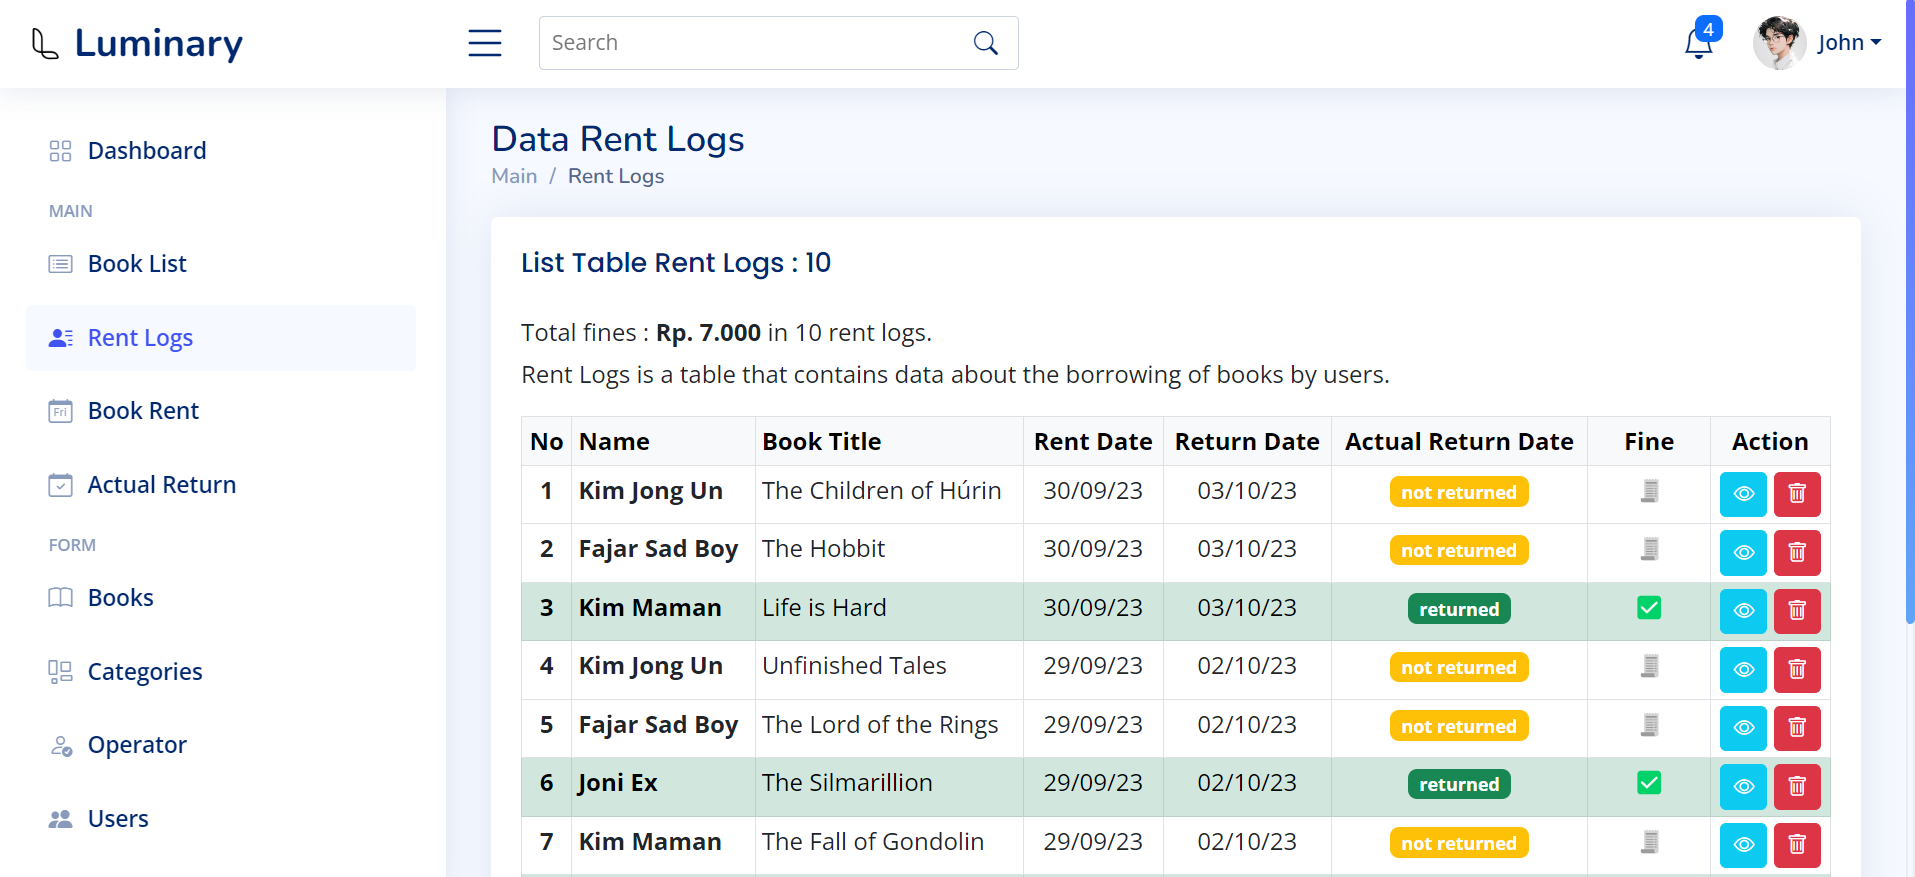 Luminary
Search
4
John
Dashboard
MAIN
Book List
Rent Logs
Fri
Book Rent
Actual Return
FORM
Books
Categories
Operator
Users
Data Rent Logs
Main / Rent Logs
List Table Rent Logs : 10
Total fines : Rp. 7.000 in 10 rent logs.
Rent Logs is a table that contains data about the borrowing of books by users.
No Name Book Title Rent Date Return Date Actual Return Date Fine Action
1 Kim Jong Un The Children of Húrin 30/09/23 03/10/23 not returned
2 Fajar Sad Boy The Hobbit 30/09/23 03/10/23 not returned
3 Kim Maman Life is Hard 30/09/23 03/10/23 returned
4 Kim Jong Un Unfinished Tales 29/09/23 02/10/23 not returned
5 Fajar Sad Boy The Lord of the Rings 29/09/23 02/10/23 not returned
6 Joni Ex The Silmarillion 29/09/23 02/10/23 returned
7 Kim Maman The Fall of Gondolin 29/09/23 02/10/23 not returned